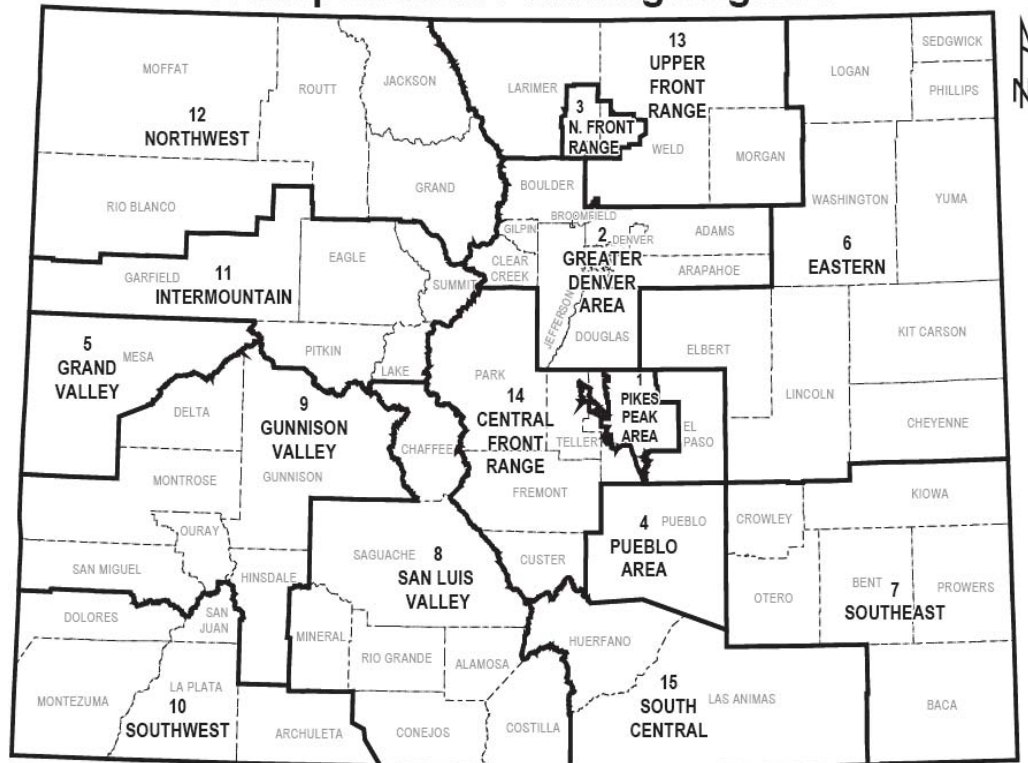 13
UPPER
FRONT
RANGE
SEDGWICK
LOGAN
PHILLIPS
MOFFAT
ROUTT
JACKSON
LARIMER
12
NORTHWEST
3
N. FRONT
RANGE
WELD
MORGAN
WASHINGTON
YUMA
RIO BLANCO
GRAND
BOULDER
BROOMFIELD
GILPIN
2
GREATER
DENVER
AREA
DENVER
ADAMS
ARAPAHOE
6
EASTERN
CLEAR
CREEK
GARFIELD
11
INTERMOUNTAIN
EAGLE
SUMMIT
JEFFERSON
DOUGLAS
ELBERT
KIT CARSON
5
GRAND
VALLEY
MESA
PITKIN
LAKE
PARK
LINCOLN
CHEYENNE
14
CENTRAL
FRONT
RANGE
TELLER
1
PIKES
PEAK
AREA
EL
PASO
DELTA
9
GUNNISON
VALLEY
GUNNISON
CHAFFEE
MONTROSE
FREMONT
KIOWA
OURAY
CROWLEY
4
PUEBLO
AREA
PUEBLO
SAN MIGUEL
HINSDALE
SAGUACHE
8
SAN LUIS
VALLEY
CUSTER
OTERO
BENT
7
SOUTHEAST
PROWERS
DOLORES
SAN
JUAN
MINERAL
RIO GRANDE
ALAMOSA
HUERFANO
MONTEZUMA
LA PLATA
10
SOUTHWEST
ARCHULETA
CONEJOS
COSTILLA
15
SOUTH
CENTRAL
LAS ANIMAS
BACA